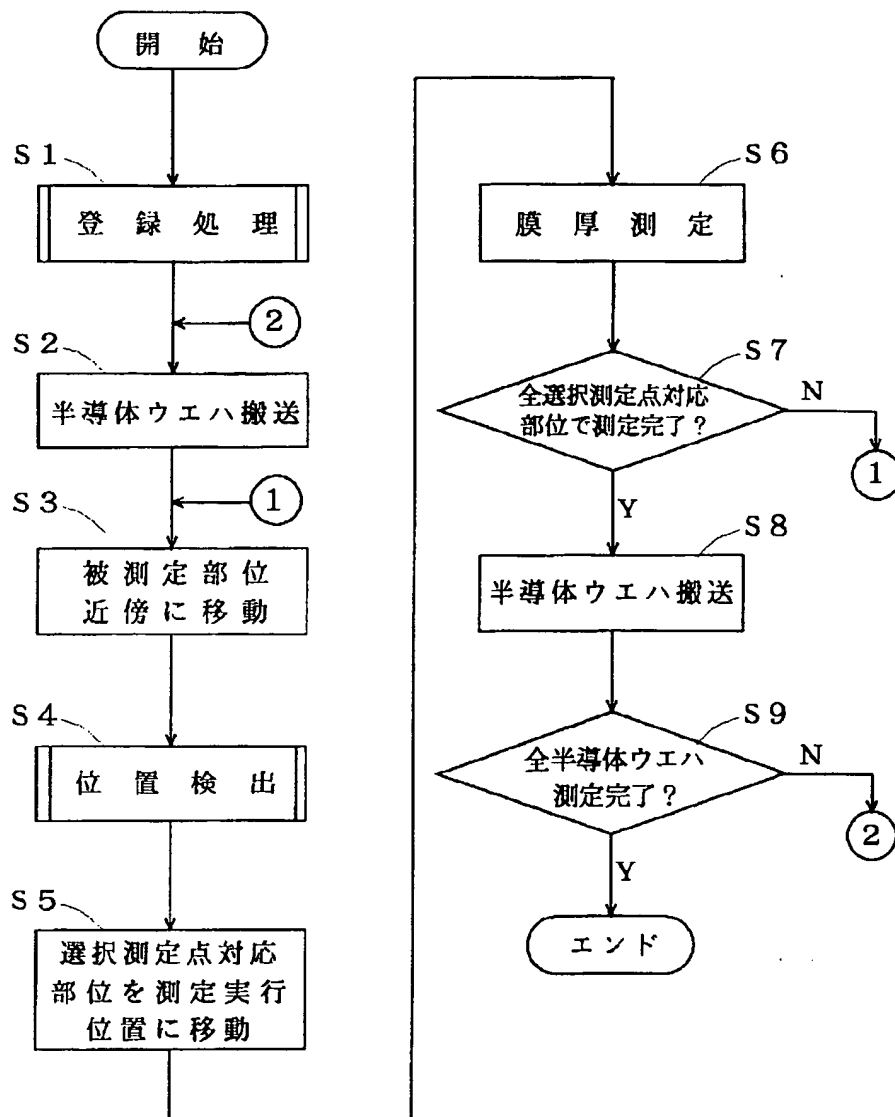 開始
S1
登録処理
②
S2
半導体ウエハ搬送
①
S3
被測定部位
近傍に移動
S4
位置検出
S5
選択測定点対応
部位を測定実行
位置に移動
S6
膜厚測定
S7
全選択測定点対応
部位で測定完了？
N
①
Y
S8
半導体ウエハ搬送
S9
全半導体ウエハ
測定完了？
N
②
Y
エンド